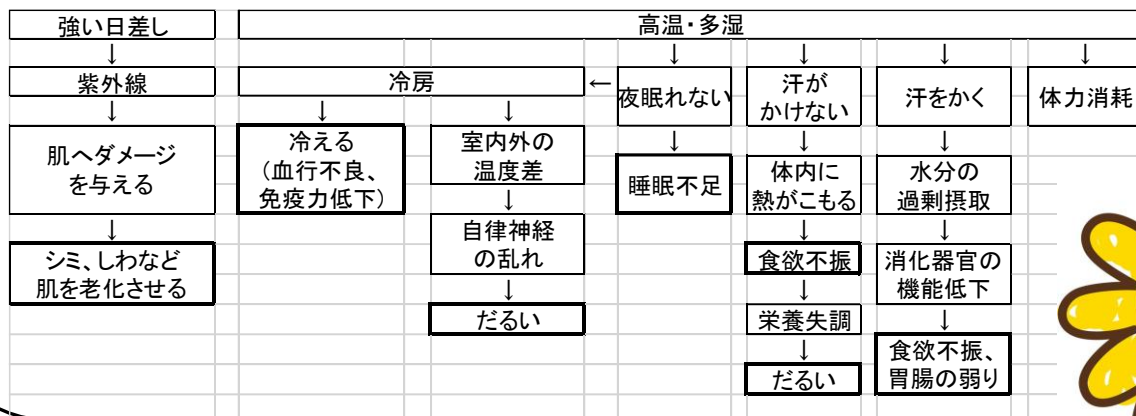 強い日差し
高温・多湿
↓
↓
↓
↓
↓
紫外線
冷房
←
夜眠れない
汗が
かけない
汗をかく
体力消耗
↓
↓
↓
肌へダメージ
を与える
冷える
(血行不良、
免疫力低下)
室内外の
温度差
↓
睡眠不足
↓
体内に
熱がこもる
↓
水分の
過剰摂取
↓
シミ、しわなど
肌を老化させる
↓
自律神経
の乱れ
↓
だるい
↓
食欲不振
↓
栄養失調
↓
だるい
↓
消化器官の
機能低下
↓
食欲不振、
胃腸の弱り